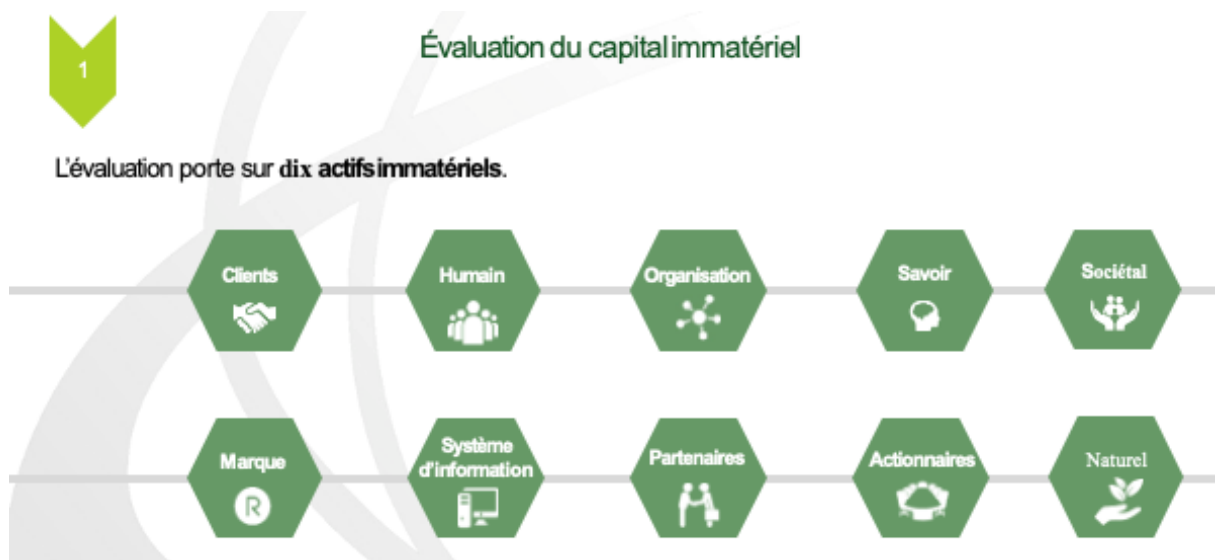 1
Évaluation du capital immatériel
L'évaluation porte sur dix actifs immatériels.
Clients
Humain
Organisation
Savoir
Sociétal
Marque
R
Système
d'information
Partenaires
Actionnaires
Naturel